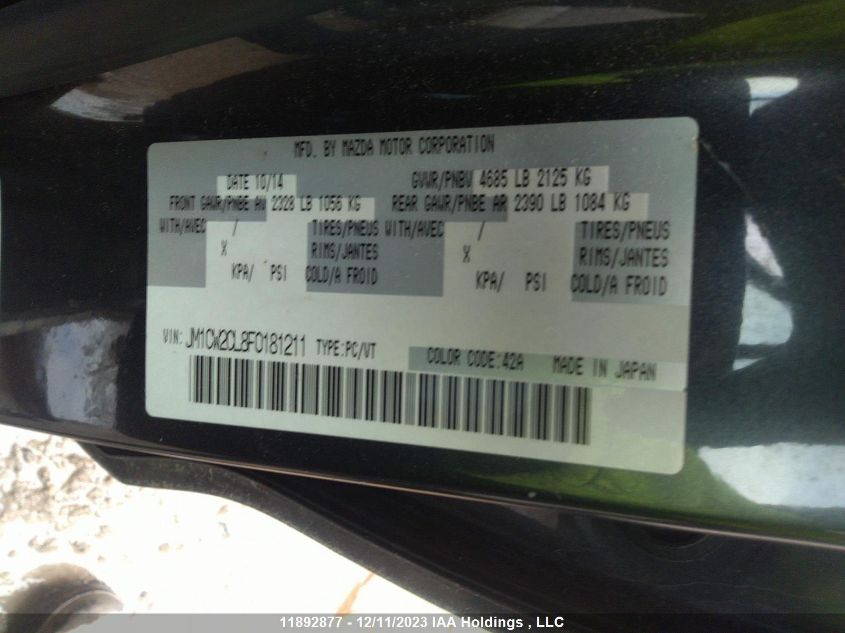 MFD. BY MAZDA MOTOR CORPORATION
DATE 10/14 GVWR/PNBV 4685 LB 2125 KG
FRONT GAWR/PNBE AV 2328 LB 1056 KG REAR GAWR/PNBE AR 2390 LB 1084 KG
WITH/AVEC / TIRES/PNEUS WITH/AVEC / TIRES/PNEUS
X RIMS/JANTES X RIMS/JANTES
KPA/ PSI COLD/A FROID KPA/ PSI COLD/A FROID
VIN: JM1CW2CL8F0181211 TYPE:PC/VT COLOR CODE:42A MADE IN JAPAN
11892877 - 12/11/2023 IAA Holdings , LLC